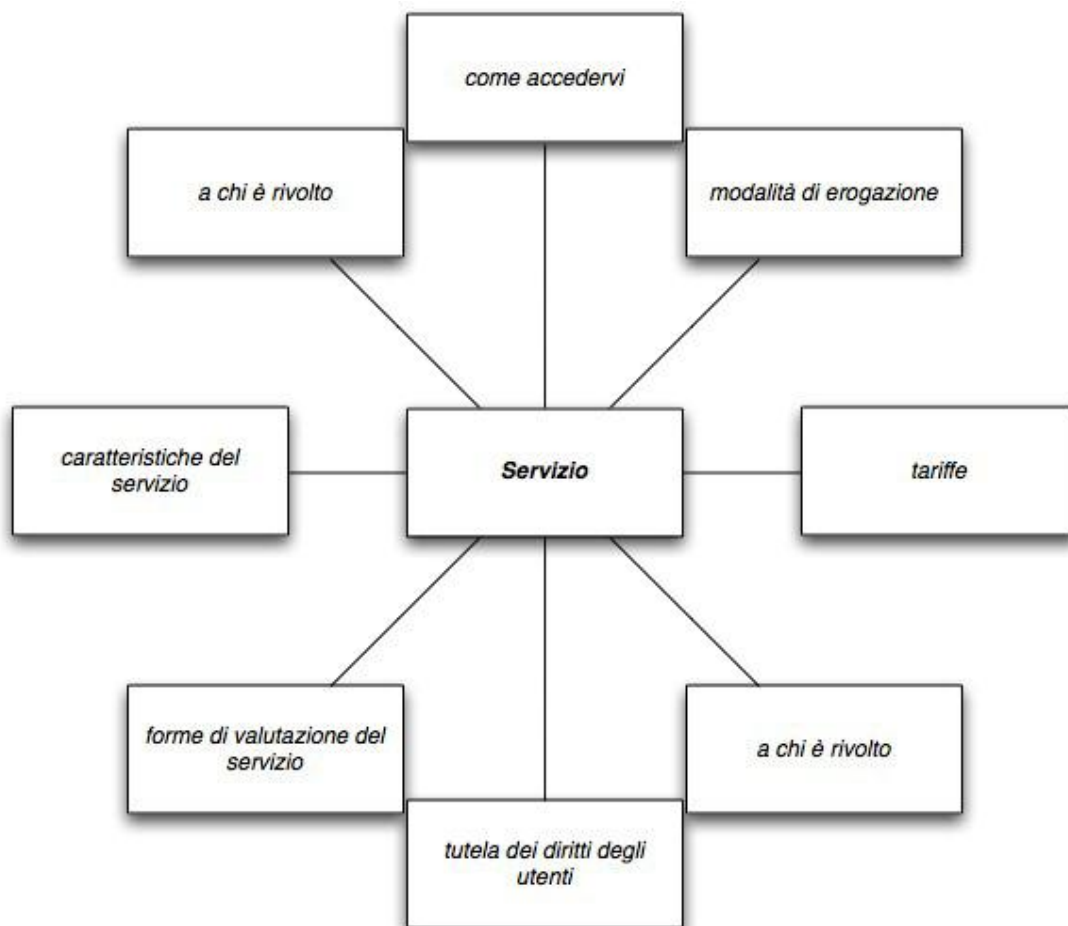 come accedervi
a chi è rivolto
modalità di erogazione
caratteristiche del
servizio
Servizio
tariffe
forme di valutazione del
servizio
a chi è rivolto
tutela dei diritti degli
utenti